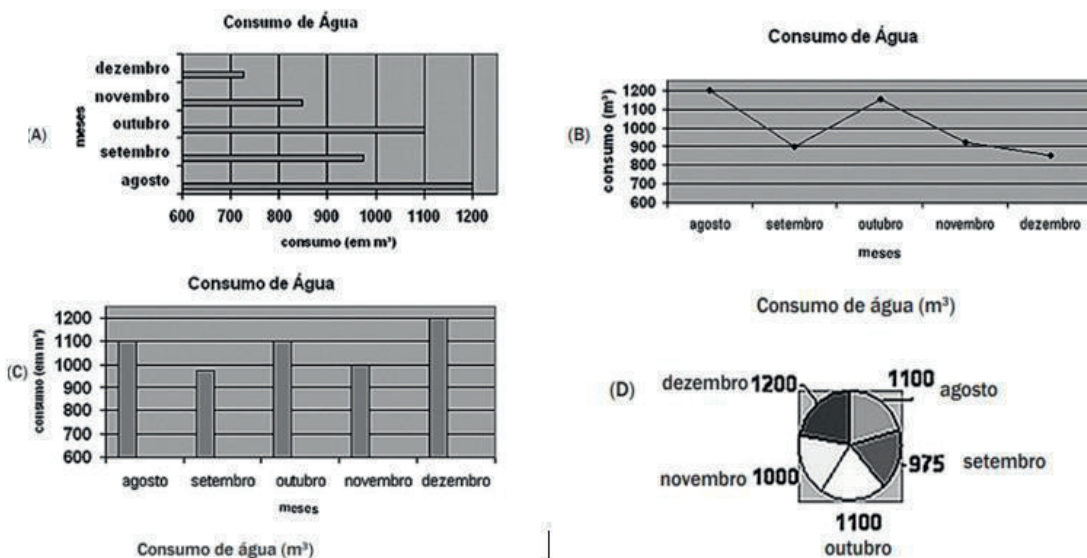 Consumo de Água
meses
dezembro
novembro
outubro
setembro
agosto
600 700 800 900 1000 1100 1200
consumo (em m³)
(A)
Consumo de Água
consumo (m³)
1200
1100
1000
900
800
700
600
agosto setembro outubro novembro dezembro
meses
(B)
Consumo de Água
consumo (em m³)
1200
1100
1000
900
800
700
600
agosto setembro outubro novembro dezembro
meses
(C)
Consumo de água (m³)
Consumo de água (m³)
(D)
dezembro 1200
1100 agosto
975 setembro
novembro 1000
1100
outubro